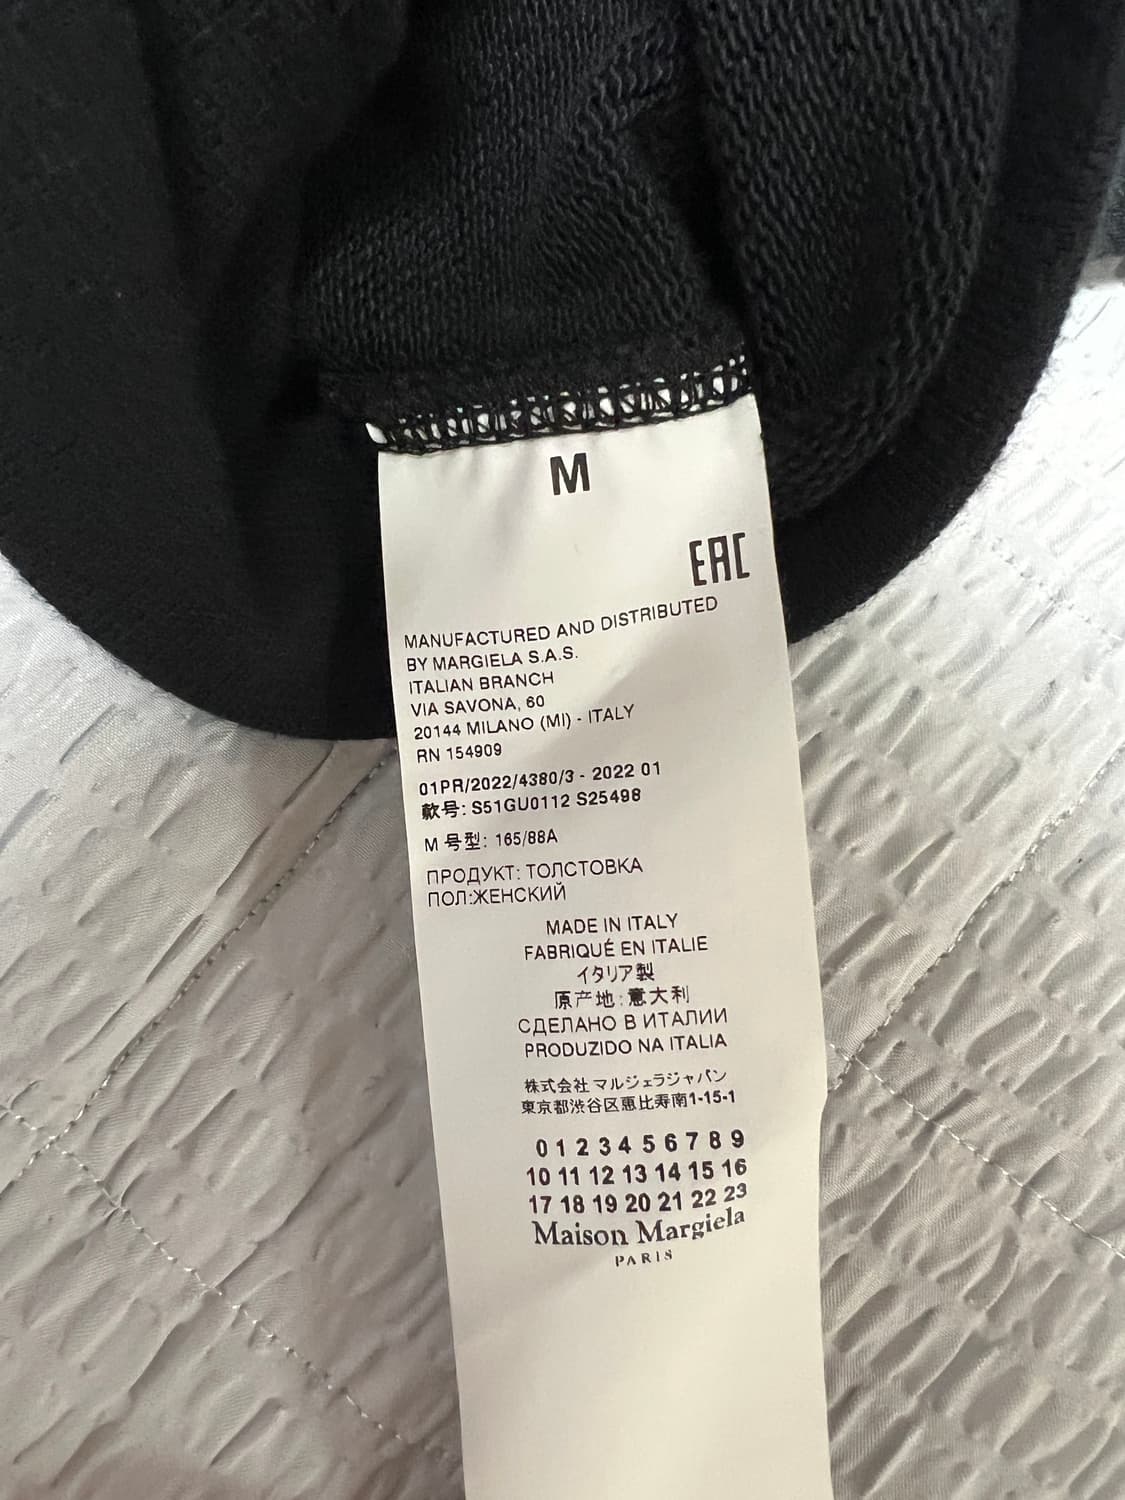 M
EAC
MANUFACTURED AND DISTRIBUTED
BY MARGIELA S.A.S.
ITALIAN BRANCH
VIA SAVONA, 60
20144 MILANO (MI) - ITALY
RN 154909
01PR/2022/4380/3 - 2022 01
款号: S51GU0112 S25498
M 号型: 165/88A
ПРОДУКТ: ТОЛСТОВКА
ПОЛ:ЖЕНСКИЙ
MADE IN ITALY
FABRIQUÉ EN ITALIE
イタリア製
原产地:意大利
СДЕЛАНО В ИТАЛИИ
PRODUZIDO NA ITALIA
株式会社 マルジェラジャパン
東京都渋谷区恵比寿南1-15-1
0 1 2 3 4 5 6 7 8 9
10 11 12 13 14 15 16
17 18 19 20 21 22 23
Maison Margiela
PARIS